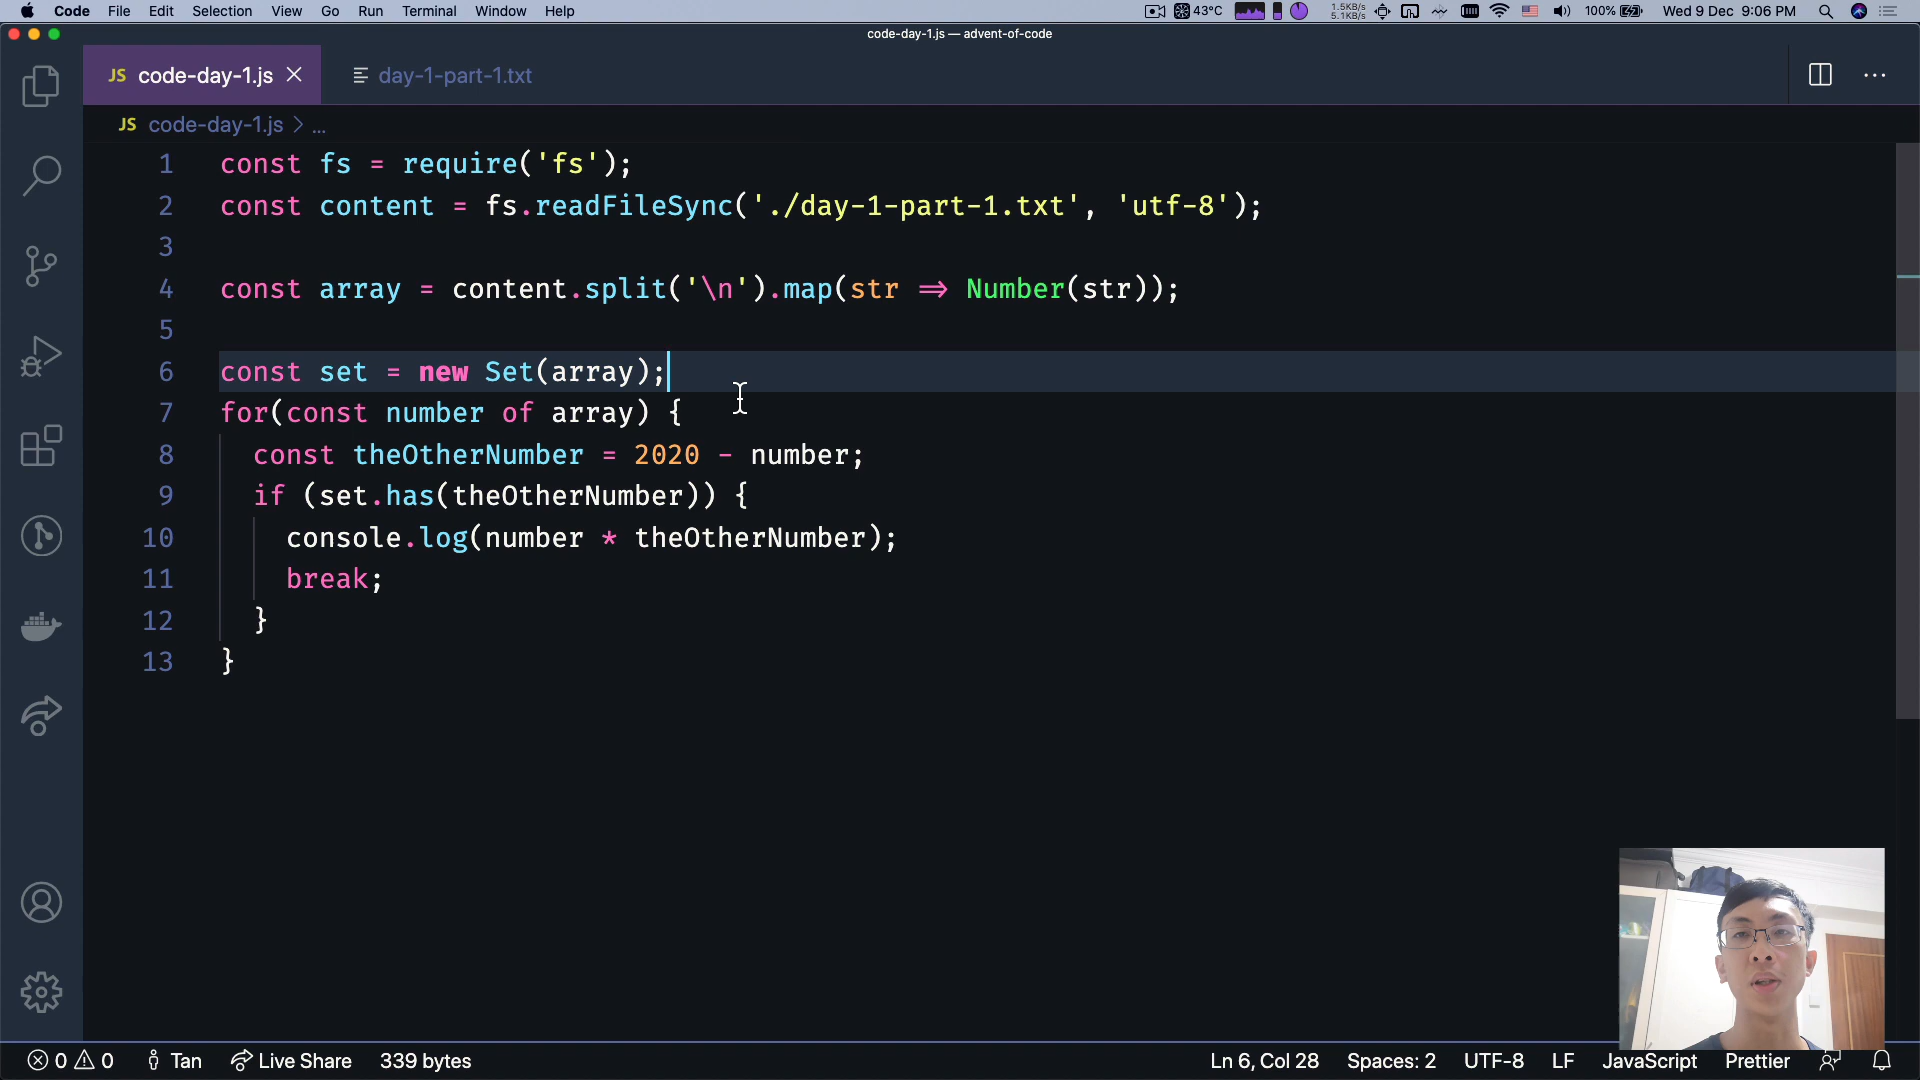 Code File Edit Selection View Go Run Terminal Window Help 43°C 1.5KB/s 5.1KB/s 100% Wed 9 Dec 9:06 PM
code-day-1.js — advent-of-code
JS code-day-1.js day-1-part-1.txt
JS code-day-1.js > ...
1 const fs = require('fs');
2 const content = fs.readFileSync('./day-1-part-1.txt', 'utf-8');
3
4 const array = content.split('\n').map(str => Number(str));
5
6 const set = new Set(array);
7 for(const number of array) {
8 const theOtherNumber = 2020 - number;
9 if (set.has(theOtherNumber)) {
10 console.log(number * theOtherNumber);
11 break;
12 }
13 }
0 0 Tan Live Share 339 bytes Ln 6, Col 28 Spaces: 2 UTF-8 LF JavaScript Prettier